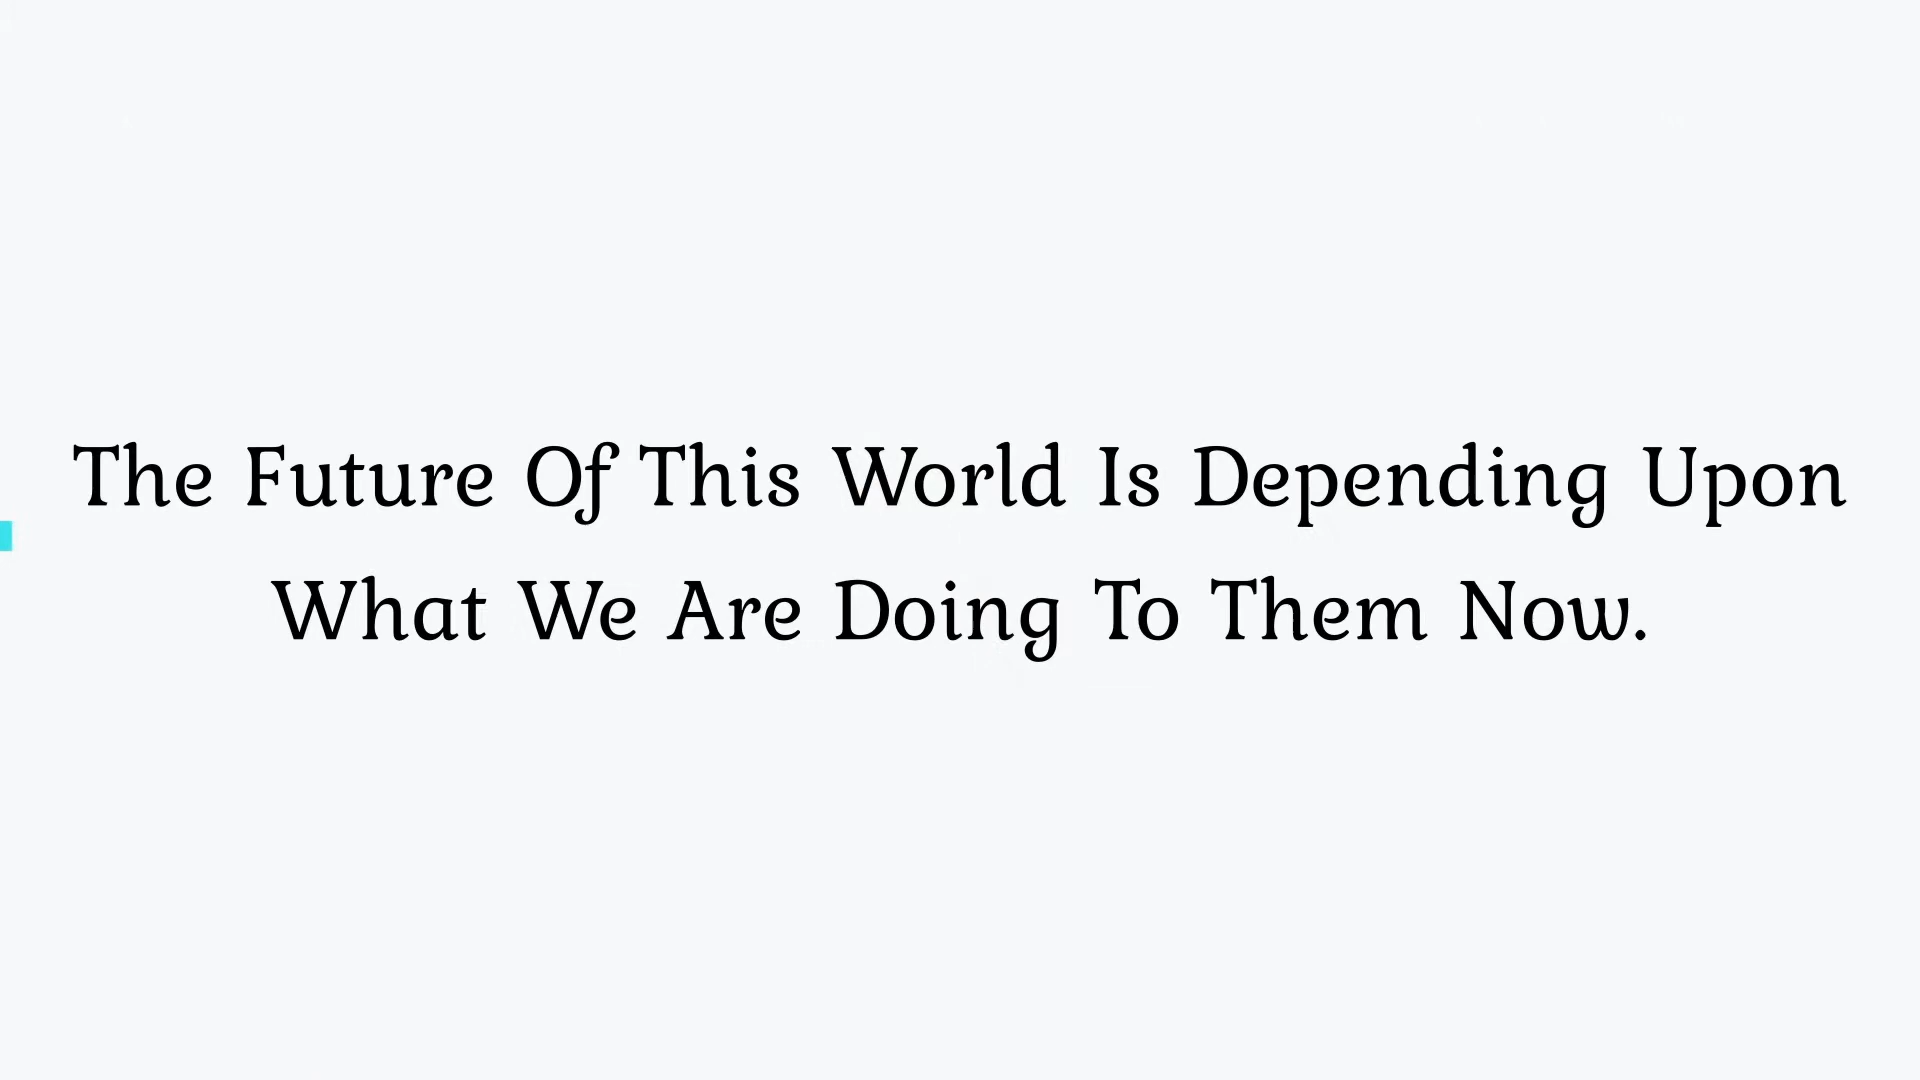 The Future Of This World Is Depending Upon
What We Are Doing To Them Now.